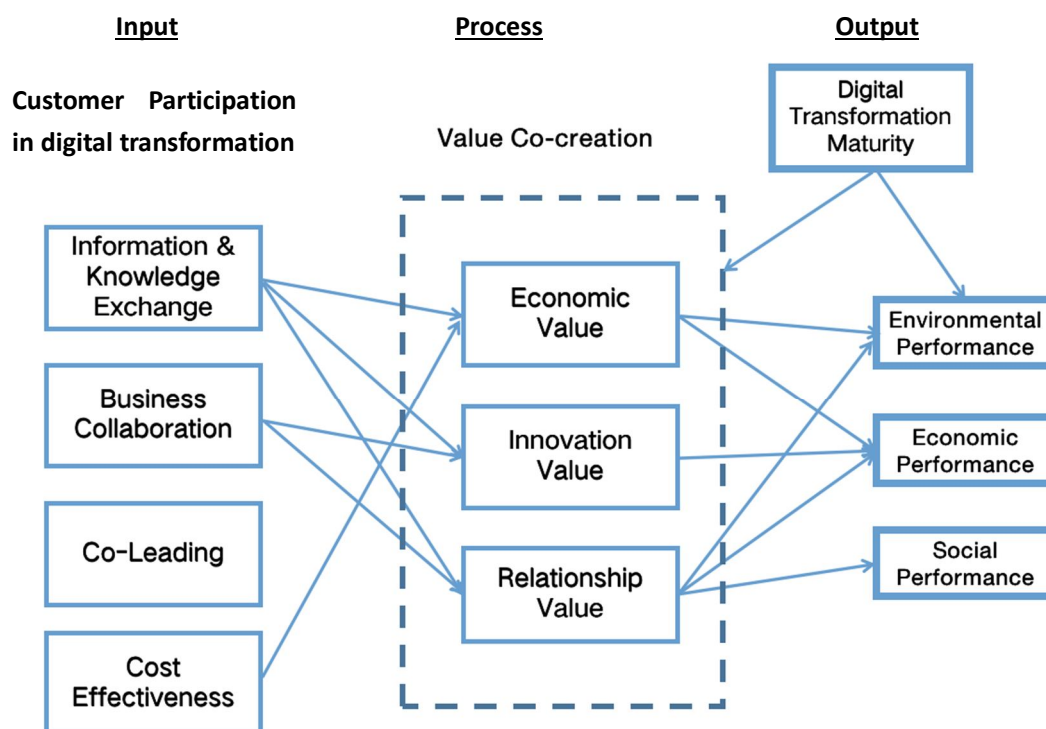 Input
Process
Output
Customer Participation
in digital transformation
Value Co-creation
Digital
Transformation
Maturity
Information &
Knowledge
Exchange
Business
Collaboration
Co-Leading
Cost
Effectiveness
Economic
Value
Innovation
Value
Relationship
Value
Environmental
Performance
Economic
Performance
Social
Performance